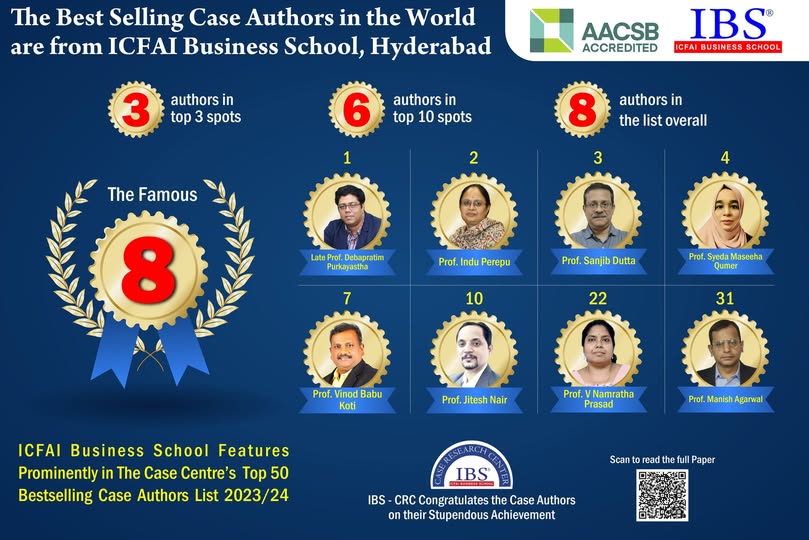 The Best Selling Case Authors in the World
are from ICFAI Business School, Hyderabad
AACSB
ACCREDITED
IBS®
ICFAI BUSINESS SCHOOL
3
authors in
top 3 spots
6
authors in
top 10 spots
8
authors in
the list overall
The Famous
8
1
Late Prof. Debapratim
Purkayastha
2
Prof. Indu Perepu
3
Prof. Sanjib Dutta
4
Prof. Syeda Maseeha
Qumer
7
Prof. Vinod Babu
Koti
10
Prof. Jitesh Nair
22
Prof. V Namratha
Prasad
31
Prof. Manish Agarwal
ICFAI Business School Features
Prominently in The Case Centre's Top 50
Bestselling Case Authors List 2023/24
CASE RESEARCH CENTER
IBS®
ICFAI BUSINESS SCHOOL
IBS - CRC Congratulates the Case Authors
on their Stupendous Achievement
Scan to read the full Paper